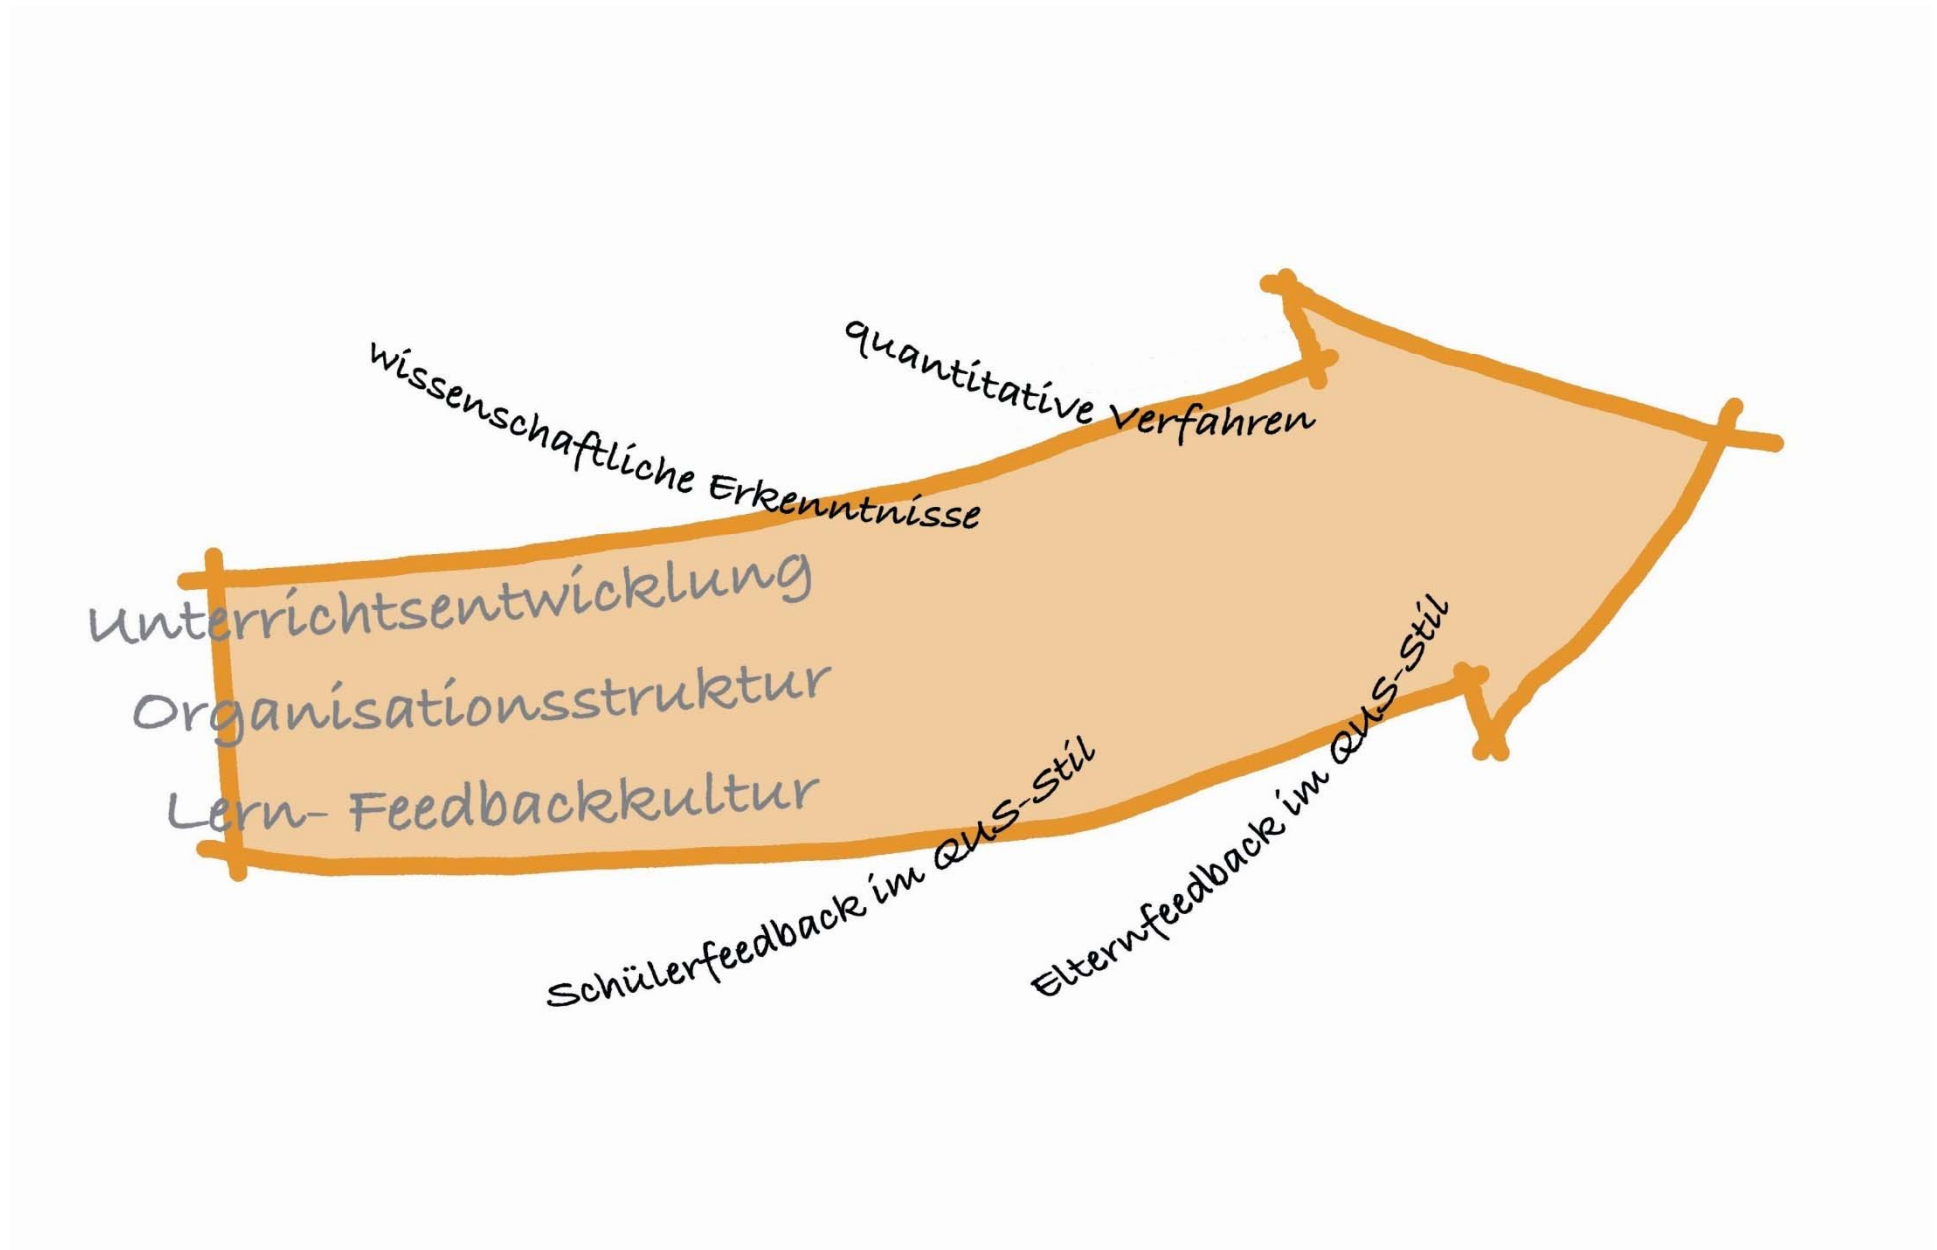 wissenschaftliche Erkenntnisse
quantitative Verfahren
Unterrichtsentwicklung
Organisationsstruktur
Lern- Feedbackkultur
Schülerfeedback im QUS-Stil
Elternfeedback im QUS-Stil